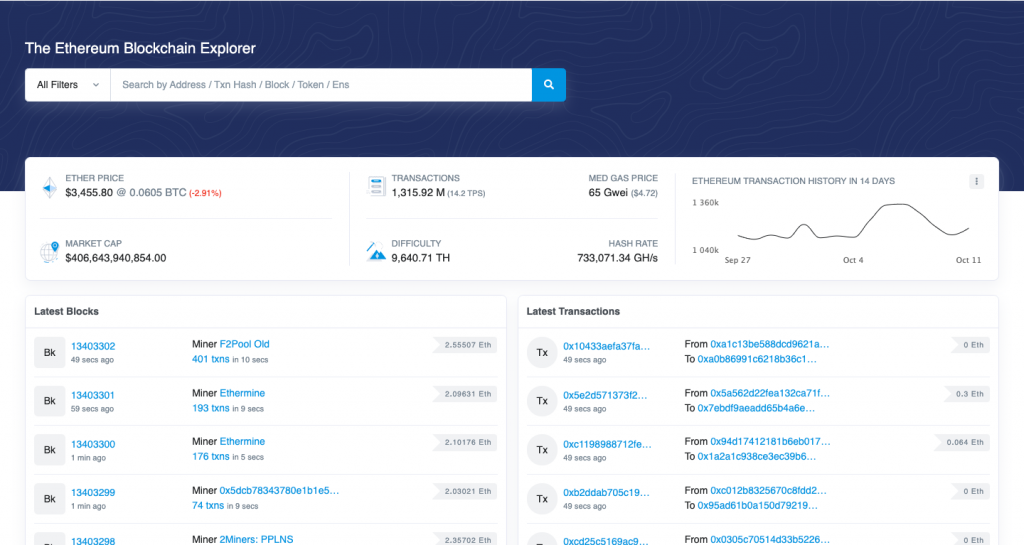 The Ethereum Blockchain Explorer
All Filters
Search by Address / Txn Hash / Block / Token / Ens
ETHER PRICE
$3,455.80 @ 0.0605 BTC (-2.91%)
MARKET CAP
$406,643,940,854.00
TRANSACTIONS
1,315.92 M (14.2 TPS)
MED GAS PRICE
65 Gwei ($4.72)
DIFFICULTY
9,640.71 TH
HASH RATE
733,071.34 GH/s
ETHEREUM TRANSACTION HISTORY IN 14 DAYS
1 360k
1 040k
Sep 27 Oct 4 Oct 11
Latest Blocks
Bk
13403302
49 secs ago
Miner F2Pool Old
401 txns in 10 secs
2.55507 Eth
Bk
13403301
59 secs ago
Miner Ethermine
193 txns in 9 secs
2.09631 Eth
Bk
13403300
1 min ago
Miner Ethermine
176 txns in 5 secs
2.10176 Eth
Bk
13403299
1 min ago
Miner 0x5dcb78343780e1b1e5...
74 txns in 9 secs
2.03021 Eth
Bk
13403298
Miner 2Miners: PPLNS
2.35702 Eth
Latest Transactions
Tx
0x10433aefa37fa...
49 secs ago
From 0xa1c13be588dcd9621a...
To 0xa0b86991c6218b36c1...
0 Eth
Tx
0x5e2d571373f2...
49 secs ago
From 0x5a562d22fea132ca71f...
To 0x7ebdf9aeadd65b4a6e...
0.3 Eth
Tx
0xc1198988712fe...
49 secs ago
From 0x94d17412181b6eb017...
To 0x1a2a1c938ce3ec39b6...
0.064 Eth
Tx
0xb2ddab705c19...
49 secs ago
From 0xc012b8325670c8fdd2...
To 0x95ad61b0a150d79219...
0 Eth
Tx
0xcd25c5169ac9...
From 0x0305c70514d33b5226...
0 Eth